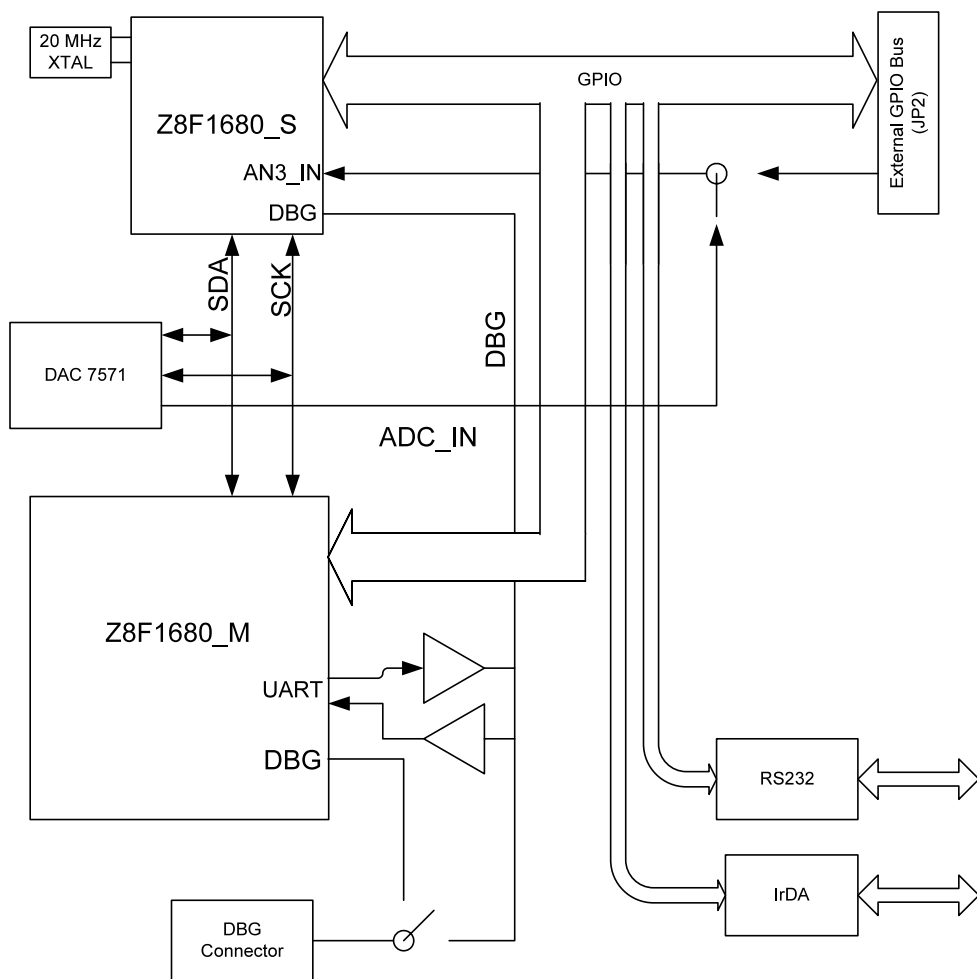 20 MHz
XTAL
Z8F1680_S
AN3_IN
DBG
GPIO
External GPIO Bus
(JP2)
SDA
SCK
DBG
DAC 7571
ADC_IN
Z8F1680_M
UART
DBG
RS232
IrDA
DBG
Connector